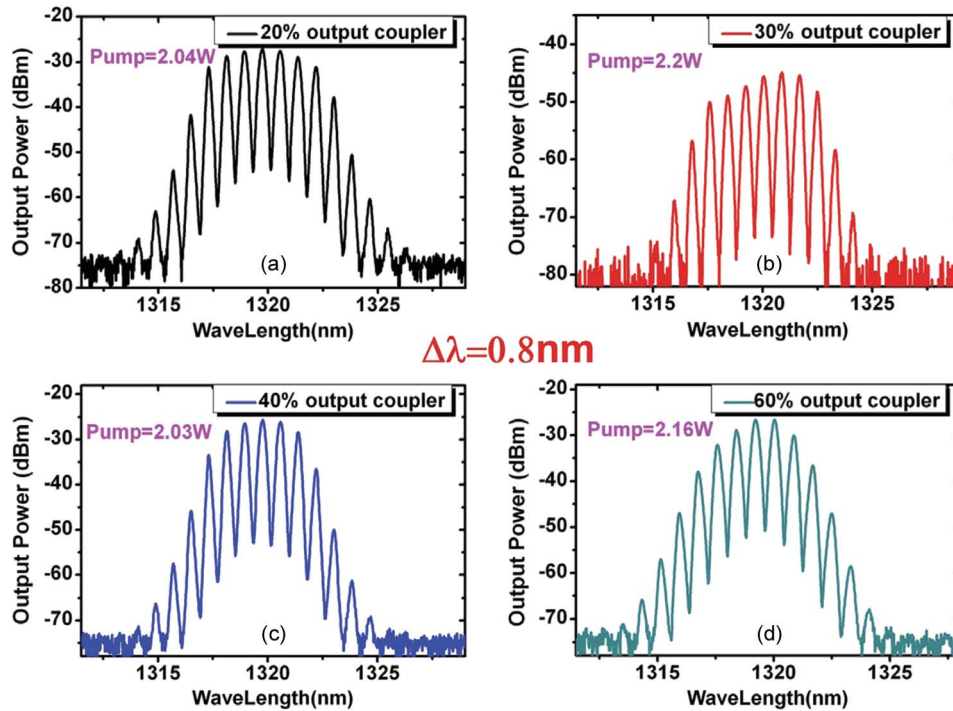 20% output coupler
Pump=2.04W
Output Power (dBm)
-20
-30
-40
-50
-60
-70
-80
(a)
1315 1320 1325
WaveLength(nm)
30% output coupler
Pump=2.2W
Output Power (dBm)
-40
-50
-60
-70
-80
(b)
1315 1320 1325
WaveLength(nm)
Δλ=0.8nm
40% output coupler
Pump=2.03W
Output Power (dBm)
-20
-30
-40
-50
-60
-70
(c)
1315 1320 1325
WaveLength(nm)
60% output coupler
Pump=2.16W
Output Power (dBm)
-20
-30
-40
-50
-60
-70
(d)
1315 1320 1325
WaveLength(nm)